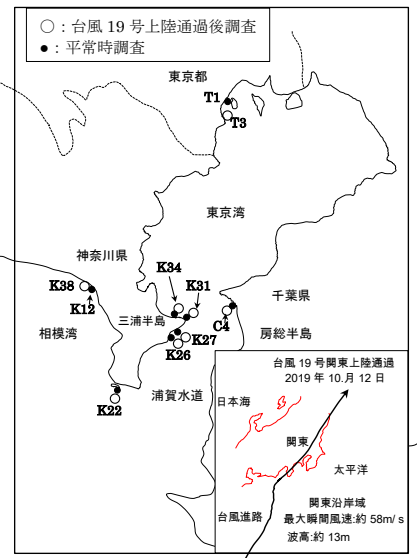 ○：台風 19 号上陸通過後調査
●：平常時調査
東京都
T1
T3
東京湾
神奈川県
K34
K31
K38
K12
千葉県
C4
三浦半島
相模湾
房総半島
K27
K26
浦賀水道
K22
台風 19 号関東上陸通過
2019 年 10.月 12 日
日本海
関東
太平洋
関東沿岸域
最大瞬間風速:約 58m/ s
台風進路
波高:約 13m